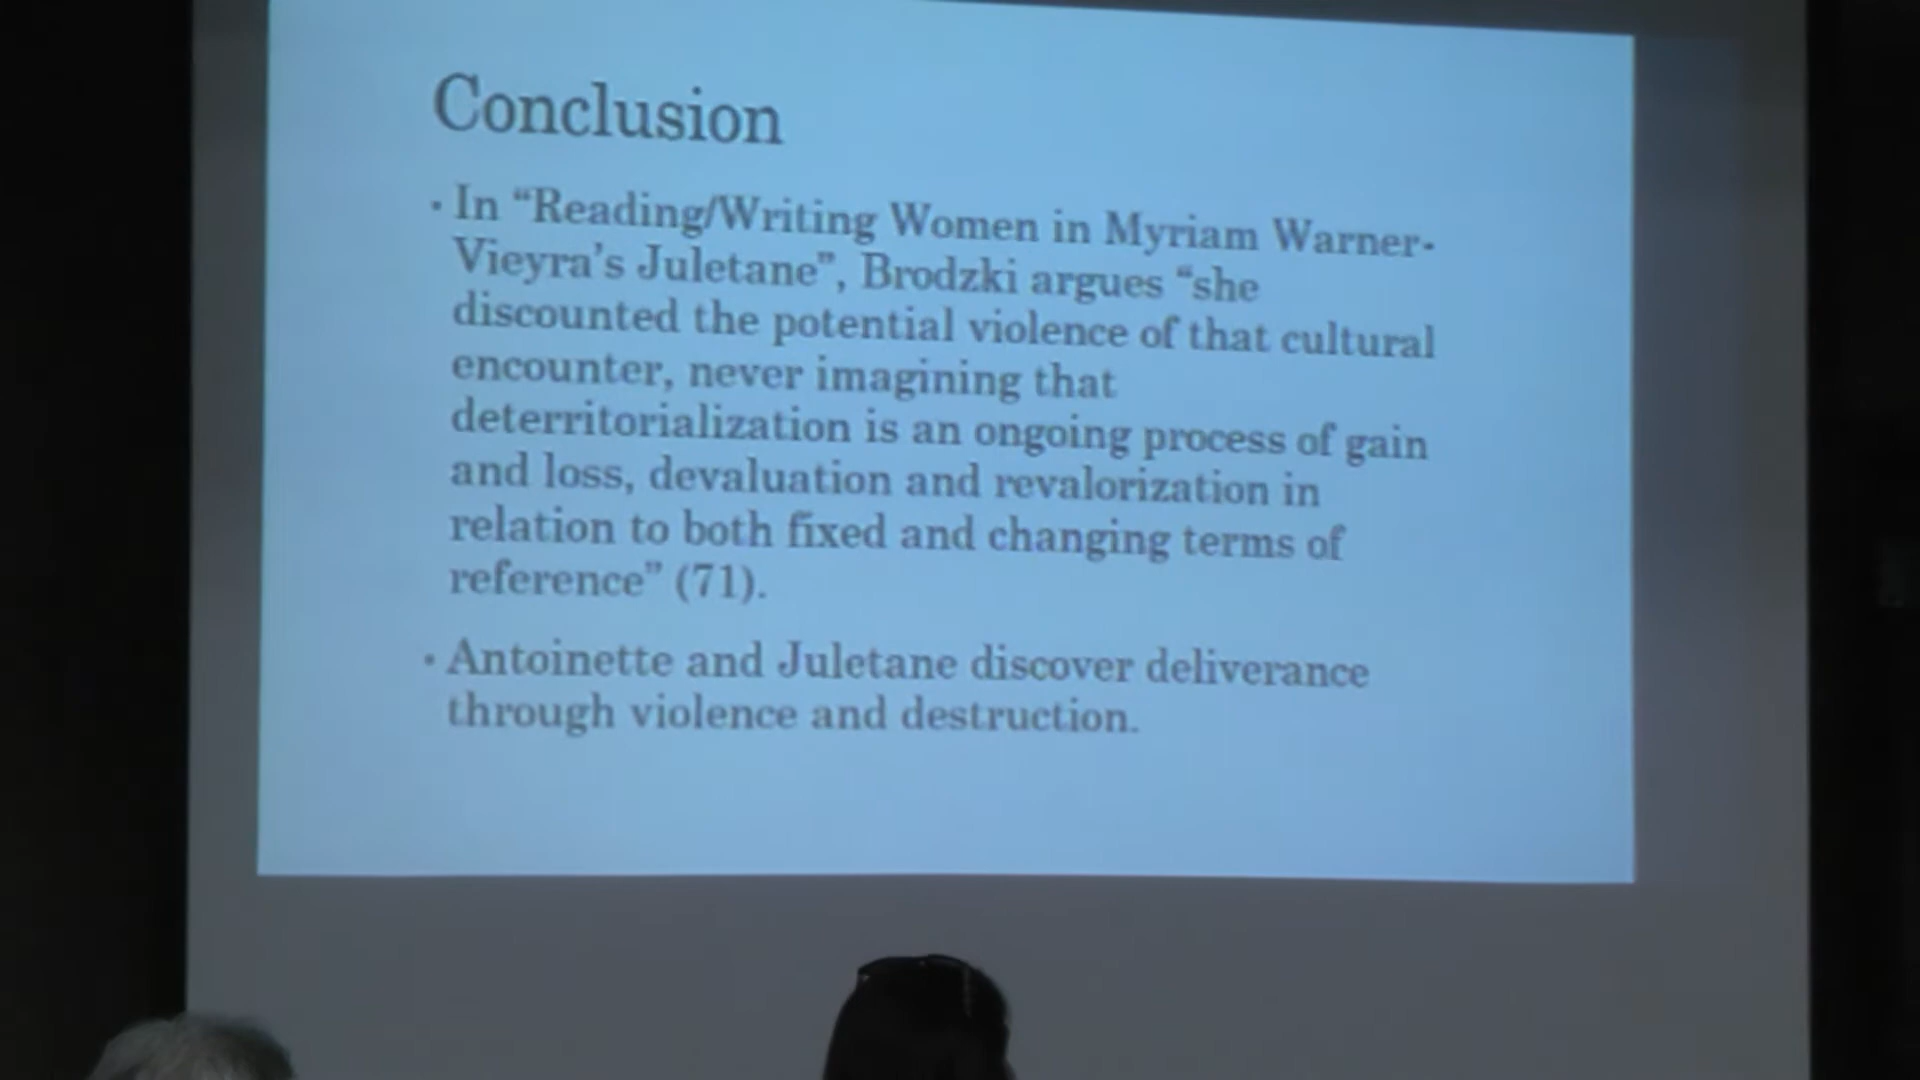 Conclusion
· In “Reading/Writing Women in Myriam Warner-
Vieyra’s Juletane”, Brodzki argues “she
discounted the potential violence of that cultural
encounter, never imagining that
deterritorialization is an ongoing process of gain
and loss, devaluation and revalorization in
relation to both fixed and changing terms of
reference” (71).
· Antoinette and Juletane discover deliverance
through violence and destruction.